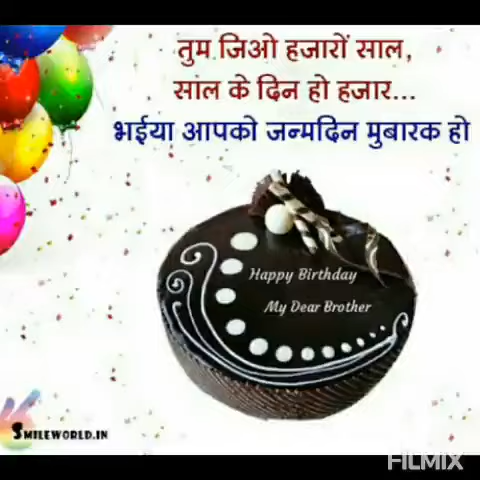 तुम जिओ हजारों साल,
साल के दिन हो हजार...
भईया आपको जन्मदिन मुबारक हो
Happy Birthday
My Dear Brother
SMILEWORLD.IN
FILMIX